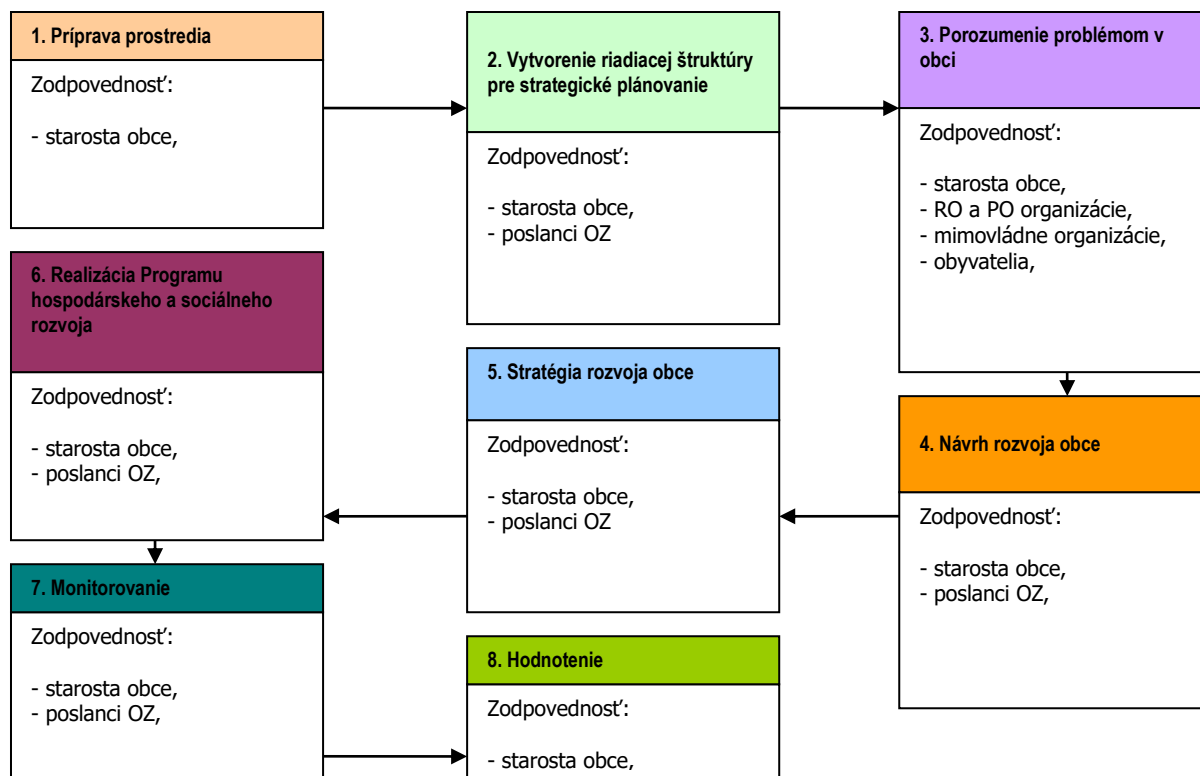 1. Príprava prostredia
Zodpovednosť:
- starosta obce,
2. Vytvorenie riadiacej štruktúry
pre strategické plánovanie
Zodpovednosť:
- starosta obce,
- poslanci OZ
3. Porozumenie problémom v
obci
Zodpovednosť:
- starosta obce,
- RO a PO organizácie,
- mimovládne organizácie,
- obyvatelia,
4. Návrh rozvoja obce
Zodpovednosť:
- starosta obce,
- poslanci OZ,
5. Stratégia rozvoja obce
Zodpovednosť:
- starosta obce,
- poslanci OZ
6. Realizácia Programu
hospodárskeho a sociálneho
rozvoja
Zodpovednosť:
- starosta obce,
- poslanci OZ,
7. Monitorovanie
Zodpovednosť:
- starosta obce,
- poslanci OZ,
8. Hodnotenie
Zodpovednosť:
- starosta obce,